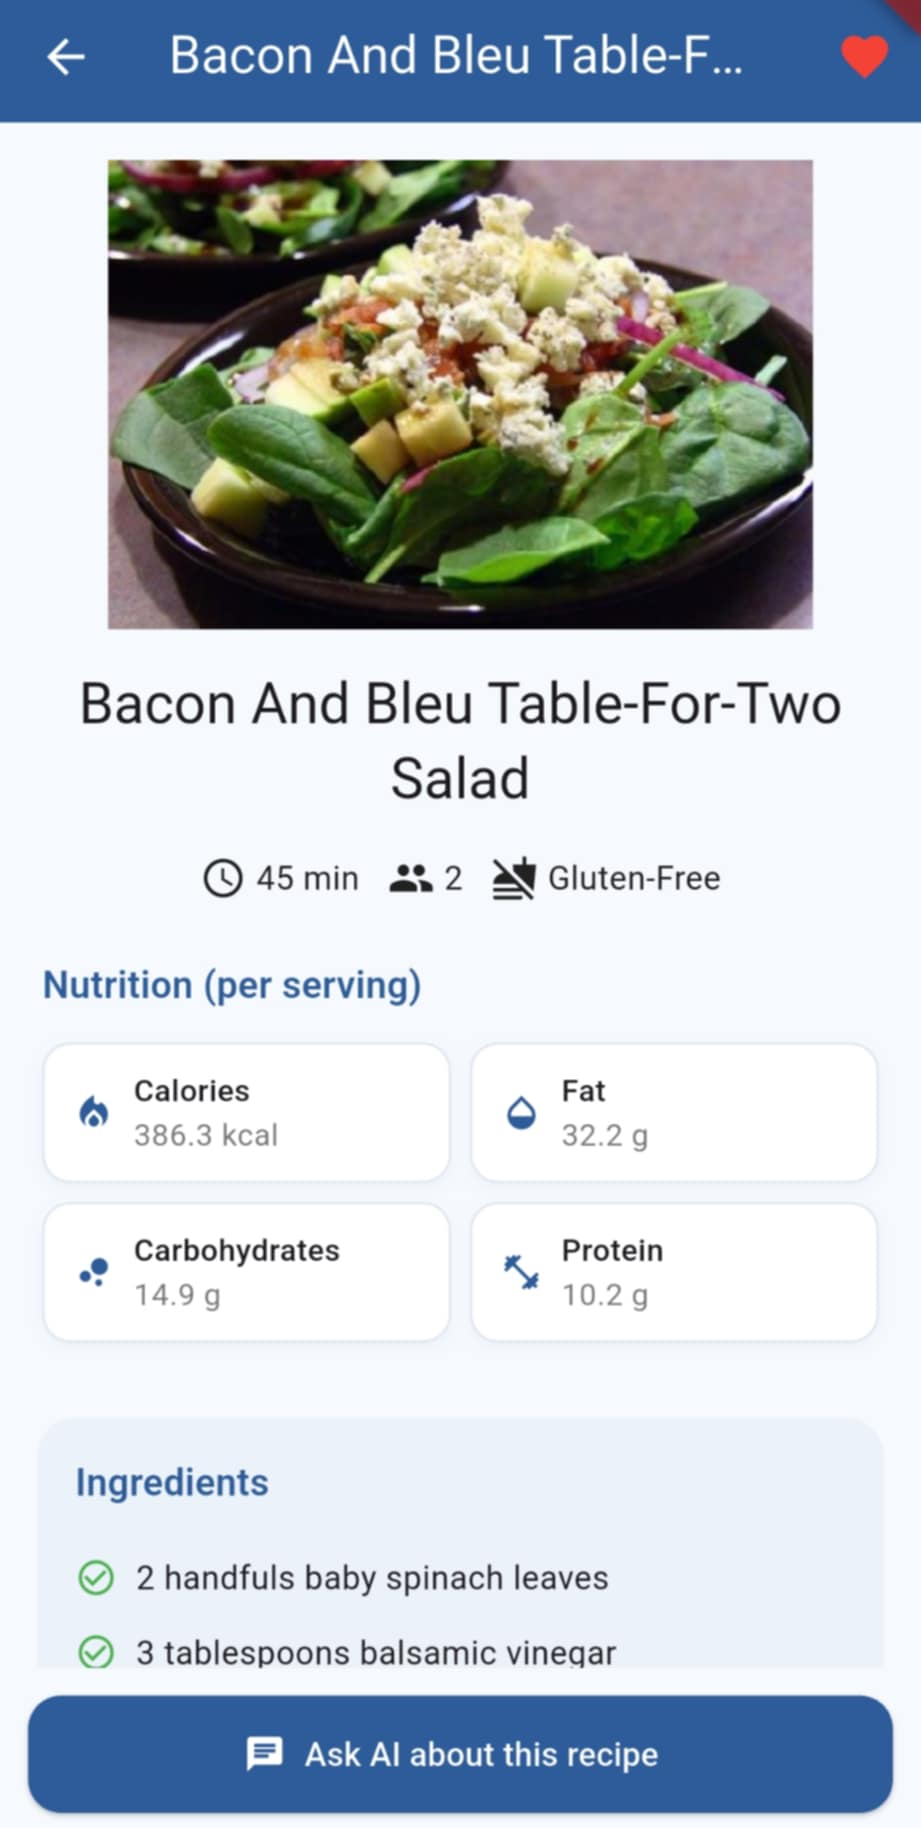 Bacon And Bleu Table-F...
Bacon And Bleu Table-For-Two
Salad
45 min 2 Gluten-Free
Nutrition (per serving)
Calories
386.3 kcal
Fat
32.2 g
Carbohydrates
14.9 g
Protein
10.2 g
Ingredients
2 handfuls baby spinach leaves
3 tablespoons balsamic vinegar
Ask AI about this recipe